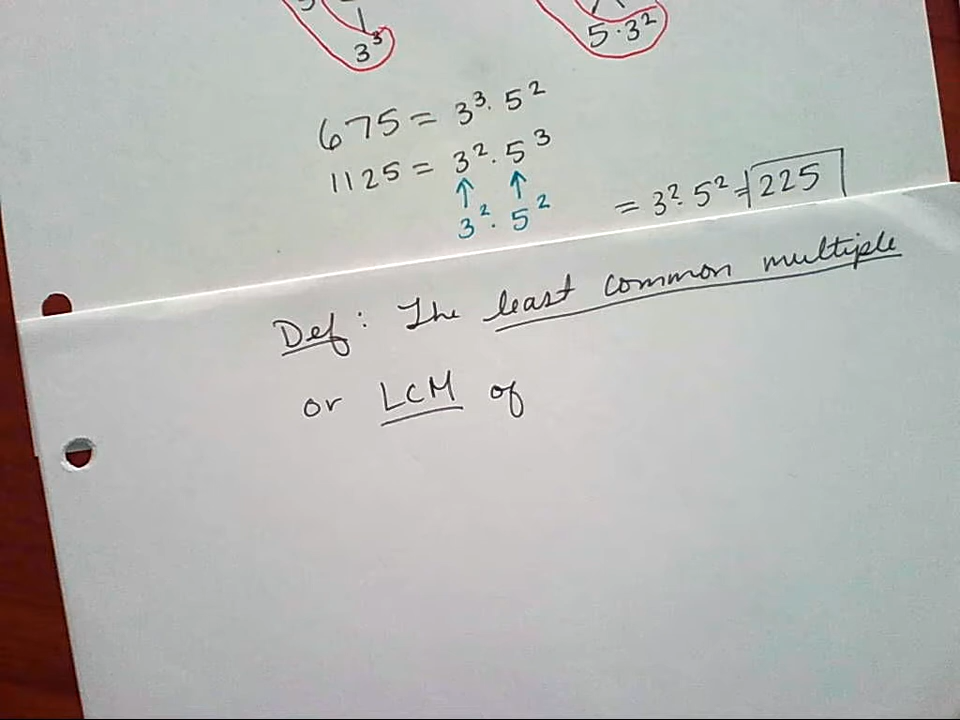 3³
5·3²
675 = 3³·5²
1125 = 3²·5³
3²·5²
= 3²·5² = 225
Def: The least common multiple
or LCM of